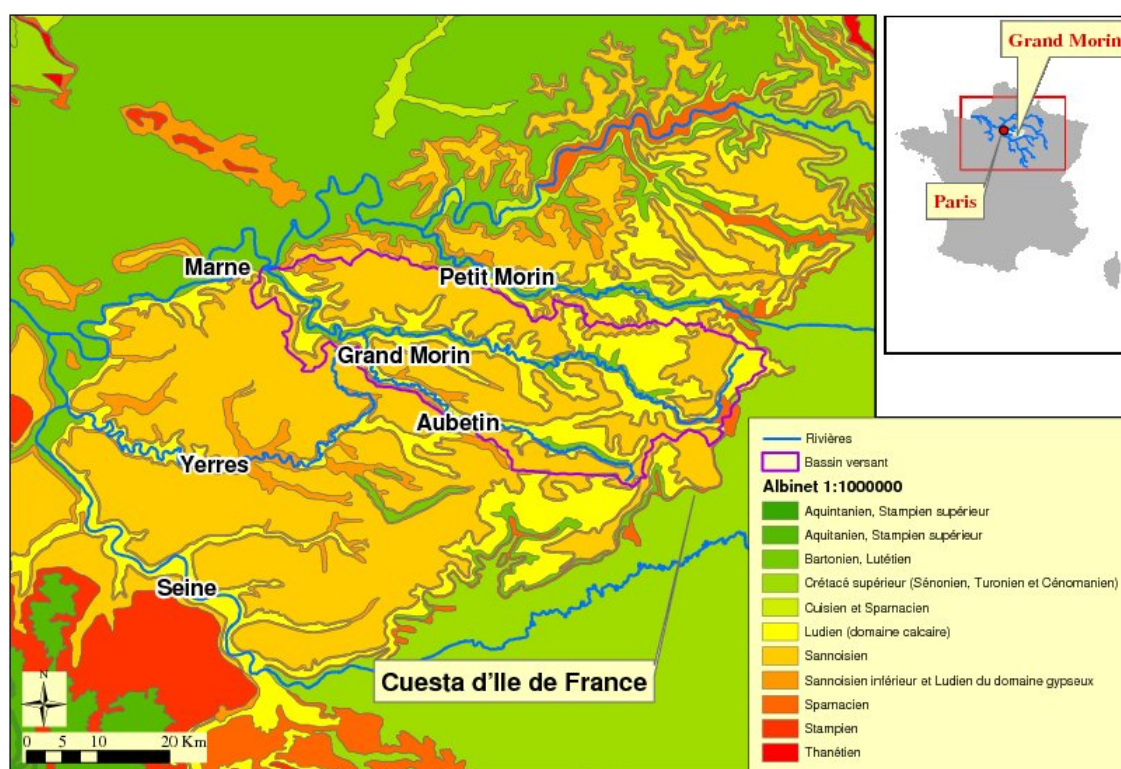 Marne
Petit Morin
Grand Morin
Aubetin
Yerres
Seine
Cuesta d'Ile de France
N
0 5 10 20 Km
Grand Morin
Paris
Rivières
Bassin versant
Albinet 1:1000000
Aquintanien, Stampien supérieur
Aquitanien, Stampien supérieur
Bartonien, Lutétien
Crétacé supérieur (Sénonien, Turonien et Cénomanien)
Cuisien et Sparnacien
Ludien (domaine calcaire)
Sannoisien
Sannoisien inférieur et Ludien du domaine gypseux
Sparnacien
Stampien
Thanétien